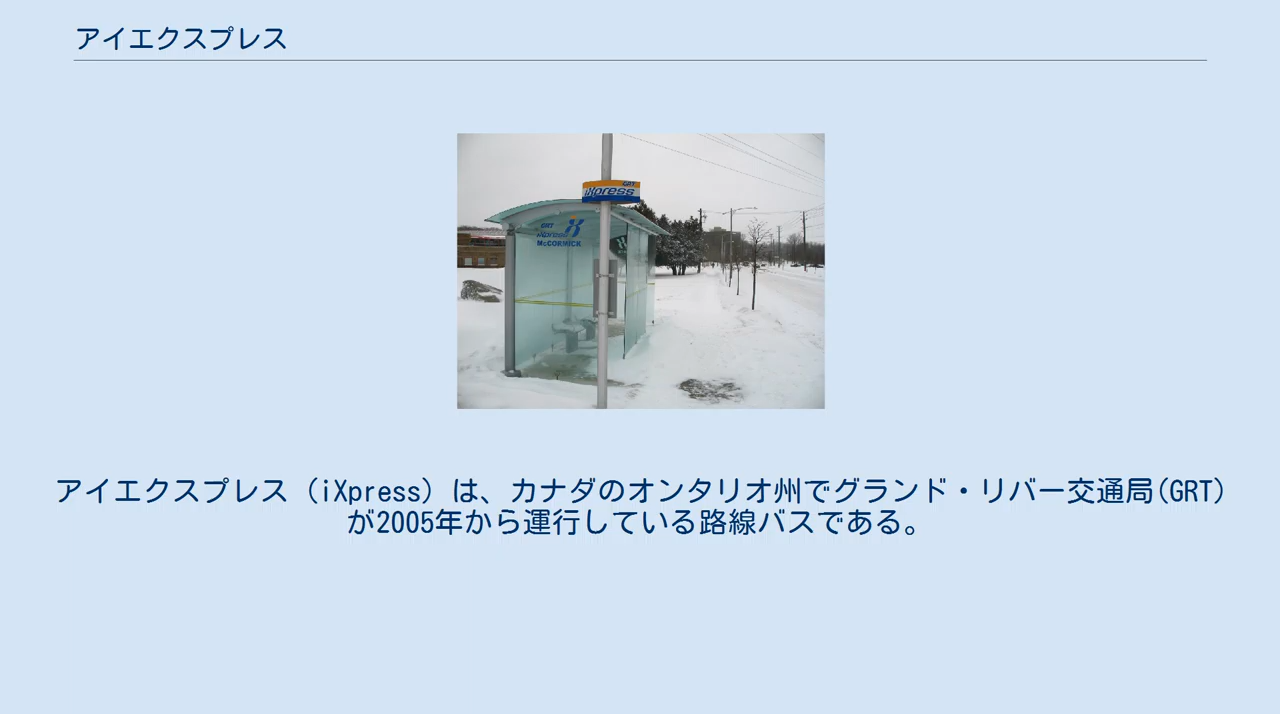 アイエクスプレス
GRT
iXpress
GRT
iXpress
McCORMICK
アイエクスプレス（iXpress）は、カナダのオンタリオ州でグランド・リバー交通局(GRT)
が2005年から運行している路線バスである。